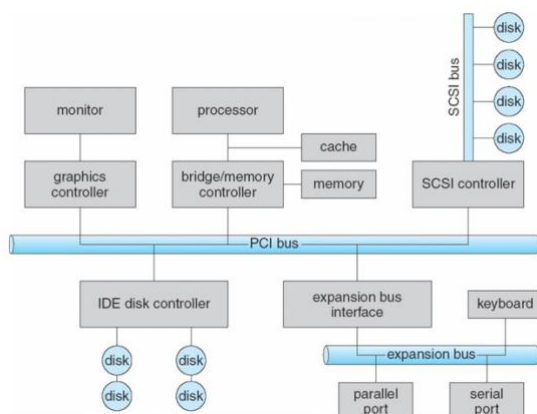 disk
disk
disk
disk
SCSI bus
monitor
processor
cache
graphics
controller
bridge/memory
controller
memory
SCSI controller
PCI bus
IDE disk controller
expansion bus
interface
keyboard
disk
disk
disk
disk
expansion bus
parallel
port
serial
port